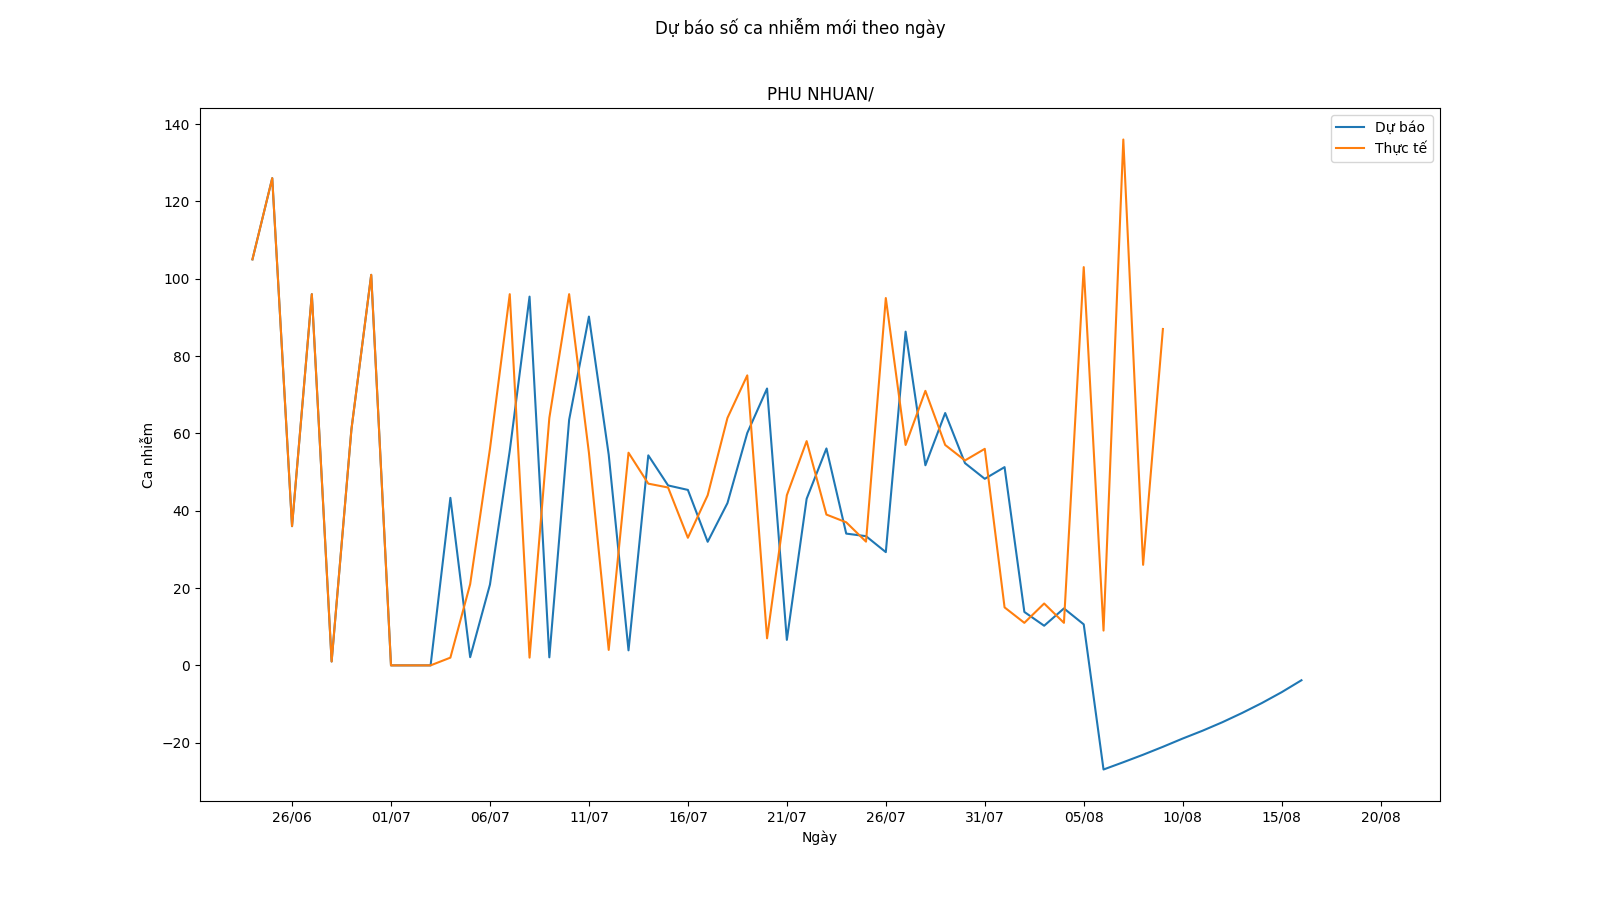 Dự báo số ca nhiễm mới theo ngày
PHU NHUAN/
Dự báo
Thực tế
140
120
100
80
60
40
20
0
−20
Ca nhiễm
26/06 01/07 06/07 11/07 16/07 21/07 26/07 31/07 05/08 10/08 15/08 20/08
Ngày